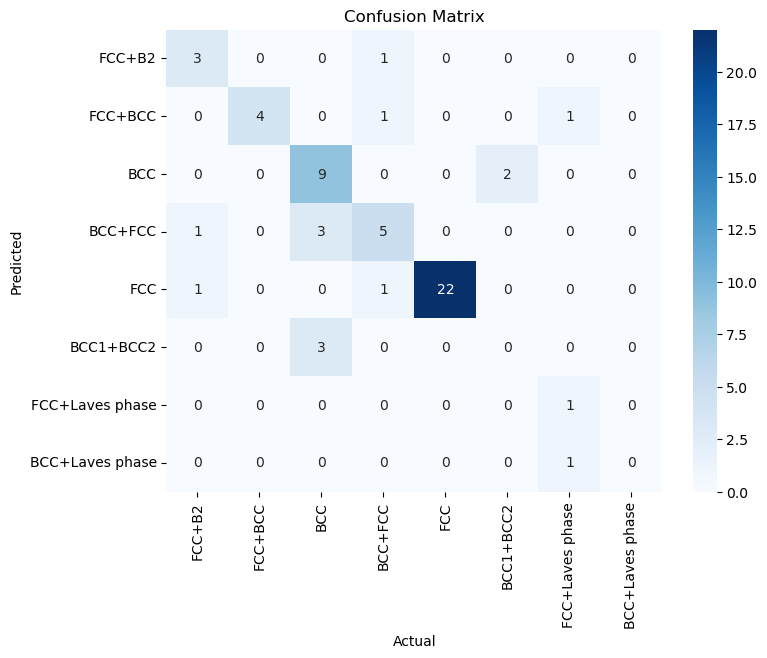 Confusion Matrix
Predicted
FCC+B2 3 0 0 1 0 0 0 0
FCC+BCC 0 4 0 1 0 0 1 0
BCC 0 0 9 0 0 2 0 0
BCC+FCC 1 0 3 5 0 0 0 0
FCC 1 0 0 1 22 0 0 0
BCC1+BCC2 0 0 3 0 0 0 0 0
FCC+Laves phase 0 0 0 0 0 0 1 0
BCC+Laves phase 0 0 0 0 0 0 1 0
FCC+B2
FCC+BCC
BCC
BCC+FCC
FCC
BCC1+BCC2
FCC+Laves phase
BCC+Laves phase
Actual
20.0
17.5
15.0
12.5
10.0
7.5
5.0
2.5
0.0